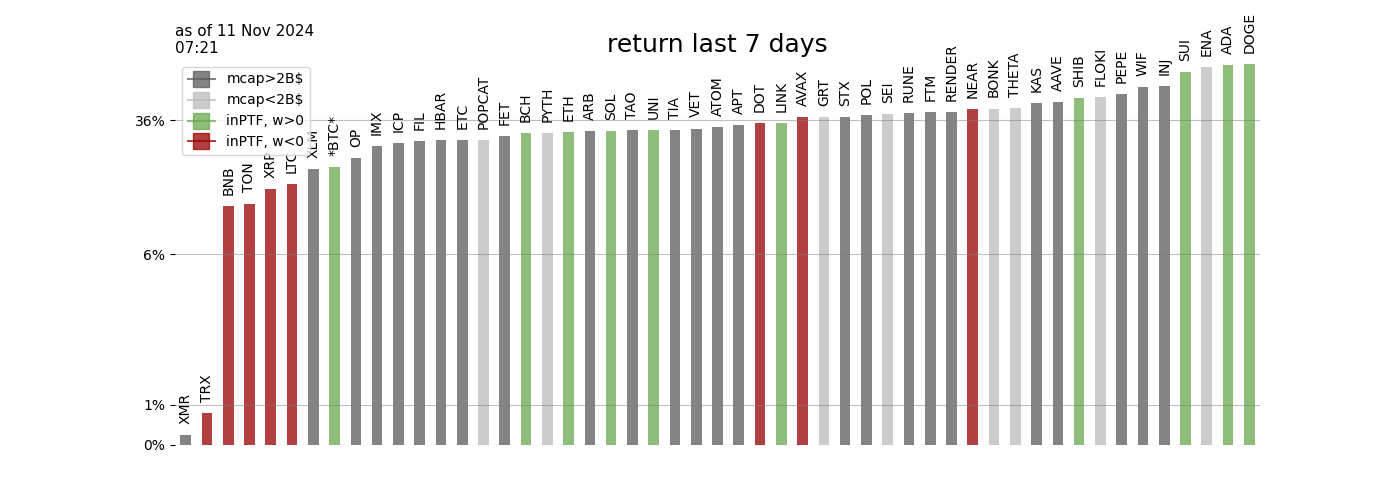 as of 11 Nov 2024
07:21
return last 7 days
mcap>2B$
mcap<2B$
inPTF, w>0
inPTF, w<0
36%
6%
1%
0%
XMR
TRX
BNB
TON
XRP
LTC
XLM
*BTC*
OP
IMX
ICP
FIL
HBAR
ETC
POPCAT
FET
BCH
PYTH
ETH
ARB
SOL
TAO
UNI
TIA
VET
ATOM
APT
DOT
LINK
AVAX
GRT
STX
POL
SEI
RUNE
FTM
RENDER
NEAR
BONK
THETA
KAS
AAVE
SHIB
FLOKI
PEPE
WIF
INJ
SUI
ENA
ADA
DOGE